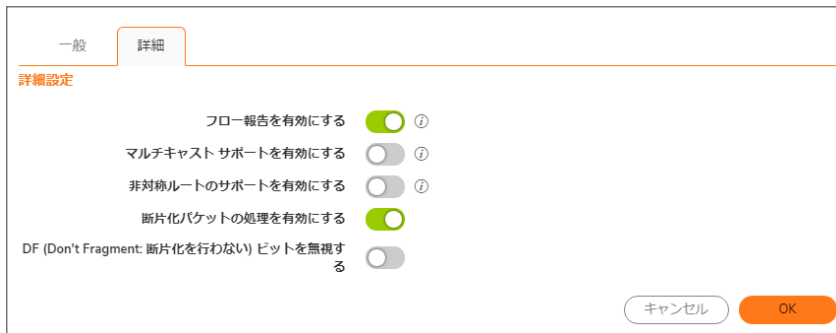 一般
詳細
詳細設定
フロー報告を有効にする
マルチキャスト サポートを有効にする
非対称ルートのサポートを有効にする
断片化パケットの処理を有効にする
DF (Don't Fragment: 断片化を行わない) ビットを無視す
る
キャンセル
OK